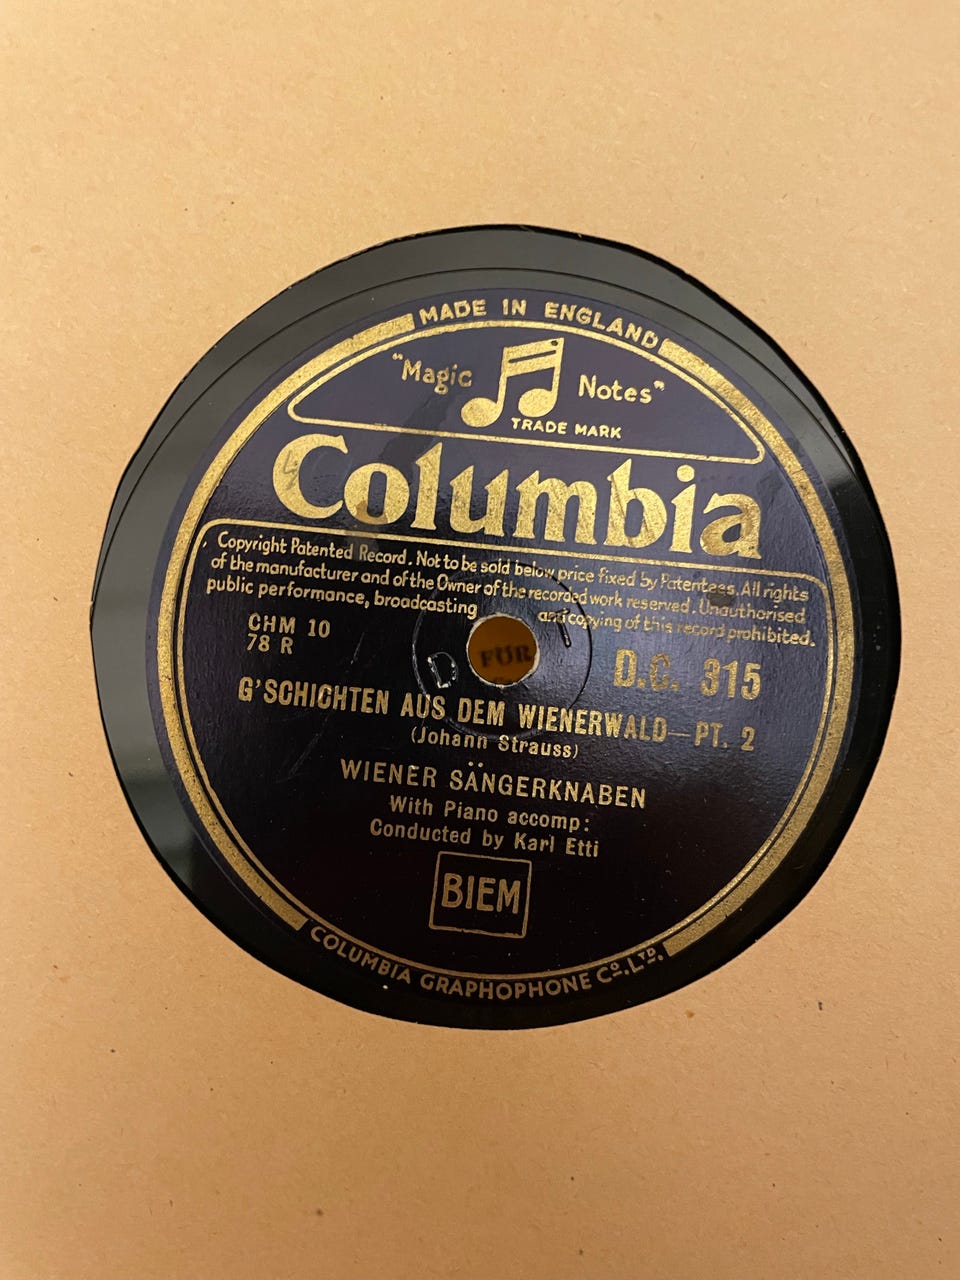 MADE IN ENGLAND
"Magic Notes"
TRADE MARK
Columbia
Copyright Patented Record. Not to be sold below price fixed by Patentees. All rights
of the manufacturer and of the Owner of the recorded work reserved. Unauthorised
public performance, broadcasting and copying of this record prohibited.
CHM 10
78 R
D
FÜR
D.C. 315
G'SCHICHTEN AUS DEM WIENERWALD—PT. 2
(Johann Strauss)
WIENER SÄNGERKNABEN
With Piano accomp:
Conducted by Karl Etti
BIEM
COLUMBIA GRAPHOPHONE Co. LTD.